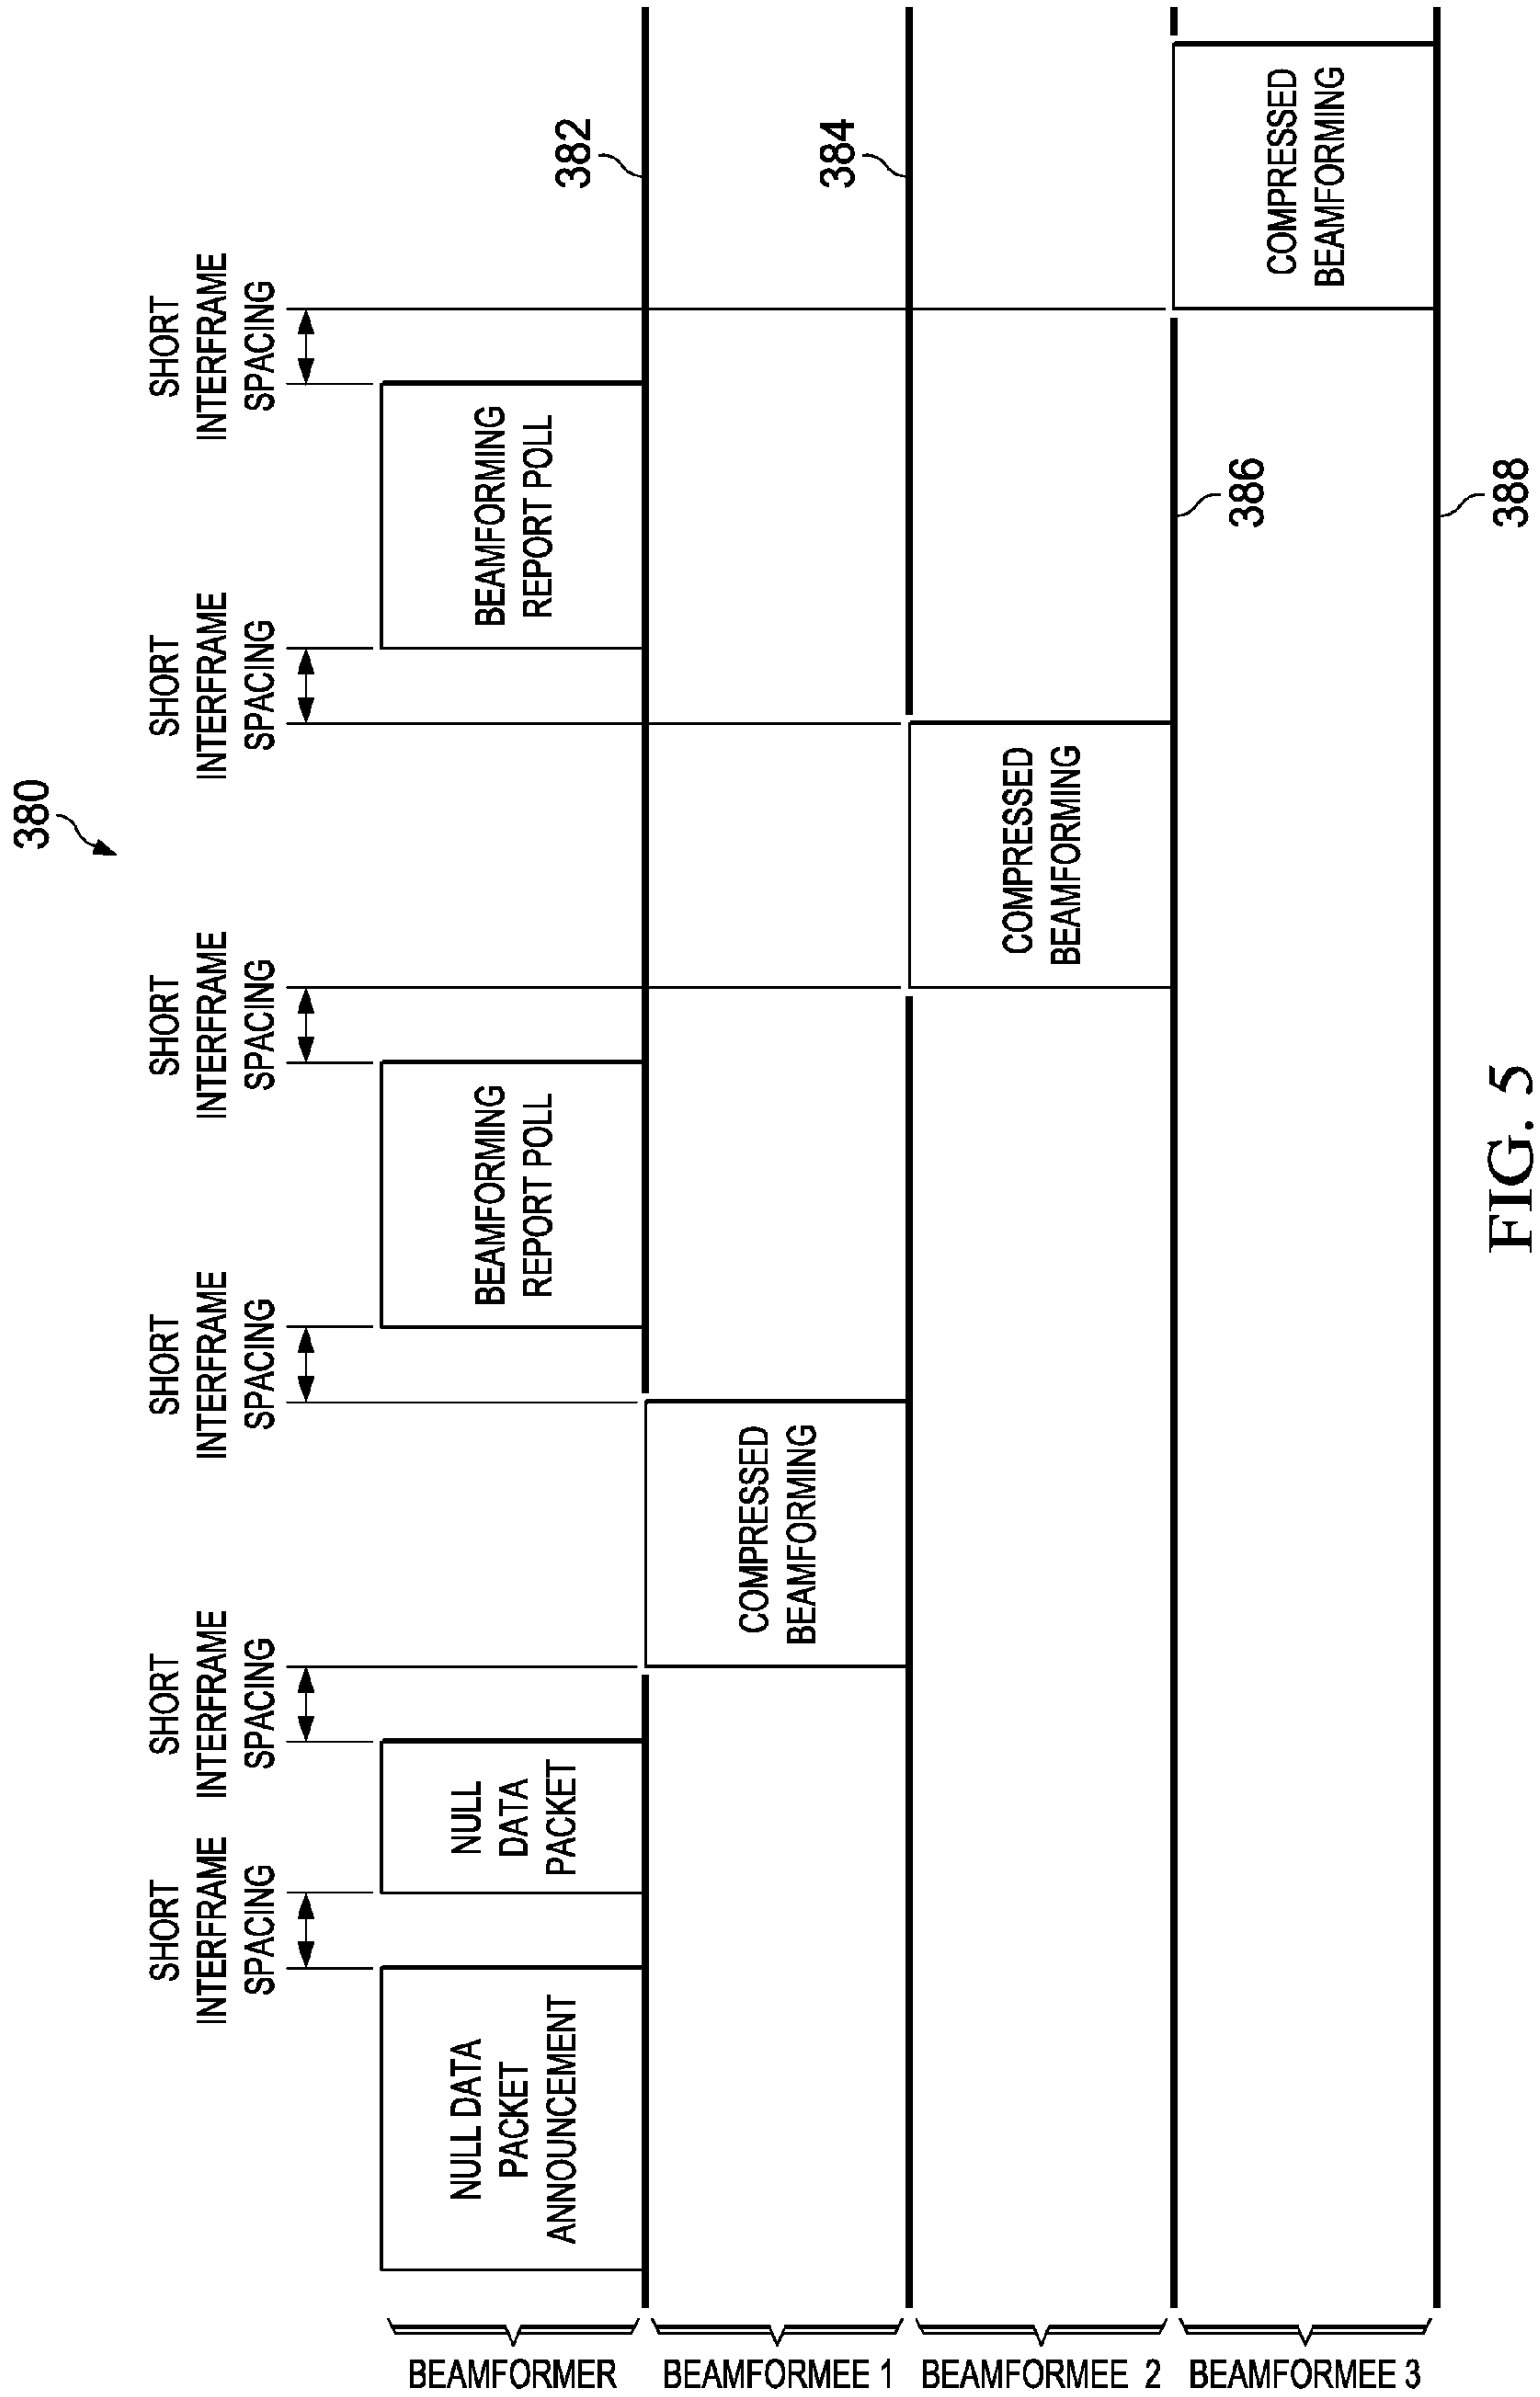 380
SHORT
INTERFRAME
SPACING
SHORT
INTERFRAME
SPACING
SHORT
INTERFRAME
SPACING
SHORT
INTERFRAME
SPACING
SHORT
INTERFRAME
SPACING
SHORT
INTERFRAME
SPACING
BEAMFORMER
NULL DATA
PACKET
ANNOUNCEMENT
NULL
DATA
PACKET
BEAMFORMING
REPORT POLL
BEAMFORMING
REPORT POLL
382
BEAMFORMEE 1
COMPRESSED
BEAMFORMING
384
BEAMFORMEE 2
COMPRESSED
BEAMFORMING
386
BEAMFORMEE 3
COMPRESSED
BEAMFORMING
388
FIG. 5